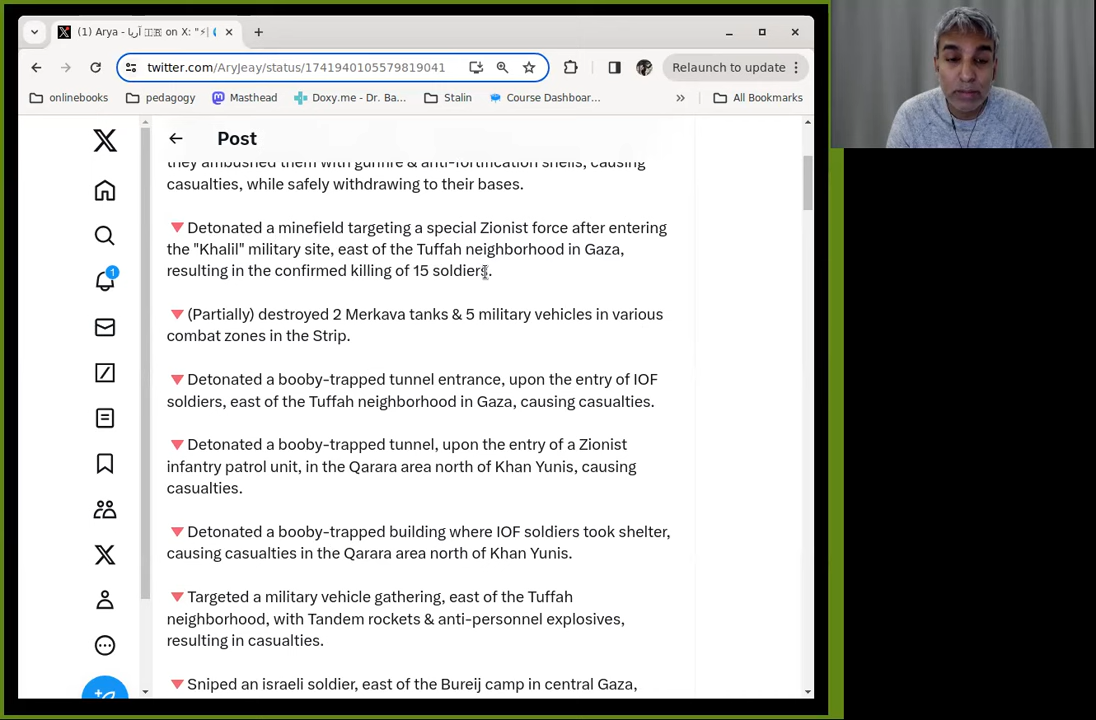 (1) Arya - آریا 🇮🇷 on X: "⚡️|
twitter.com/AryJeay/status/1741940105579819041
Relaunch to update
onlinebooks
pedagogy
Masthead
Doxy.me - Dr. Ba...
Stalin
Course Dashboar...
All Bookmarks
Post
they ambushed them with gunfire & anti-fortification shells, causing
casualties, while safely withdrawing to their bases.
🔻Detonated a minefield targeting a special Zionist force after entering
the "Khalil" military site, east of the Tuffah neighborhood in Gaza,
resulting in the confirmed killing of 15 soldiers.
🔻(Partially) destroyed 2 Merkava tanks & 5 military vehicles in various
combat zones in the Strip.
🔻Detonated a booby-trapped tunnel entrance, upon the entry of IOF
soldiers, east of the Tuffah neighborhood in Gaza, causing casualties.
🔻Detonated a booby-trapped tunnel, upon the entry of a Zionist
infantry patrol unit, in the Qarara area north of Khan Yunis, causing
casualties.
🔻Detonated a booby-trapped building where IOF soldiers took shelter,
causing casualties in the Qarara area north of Khan Yunis.
🔻Targeted a military vehicle gathering, east of the Tuffah
neighborhood, with Tandem rockets & anti-personnel explosives,
resulting in casualties.
🔻Sniped an israeli soldier, east of the Bureij camp in central Gaza,
1